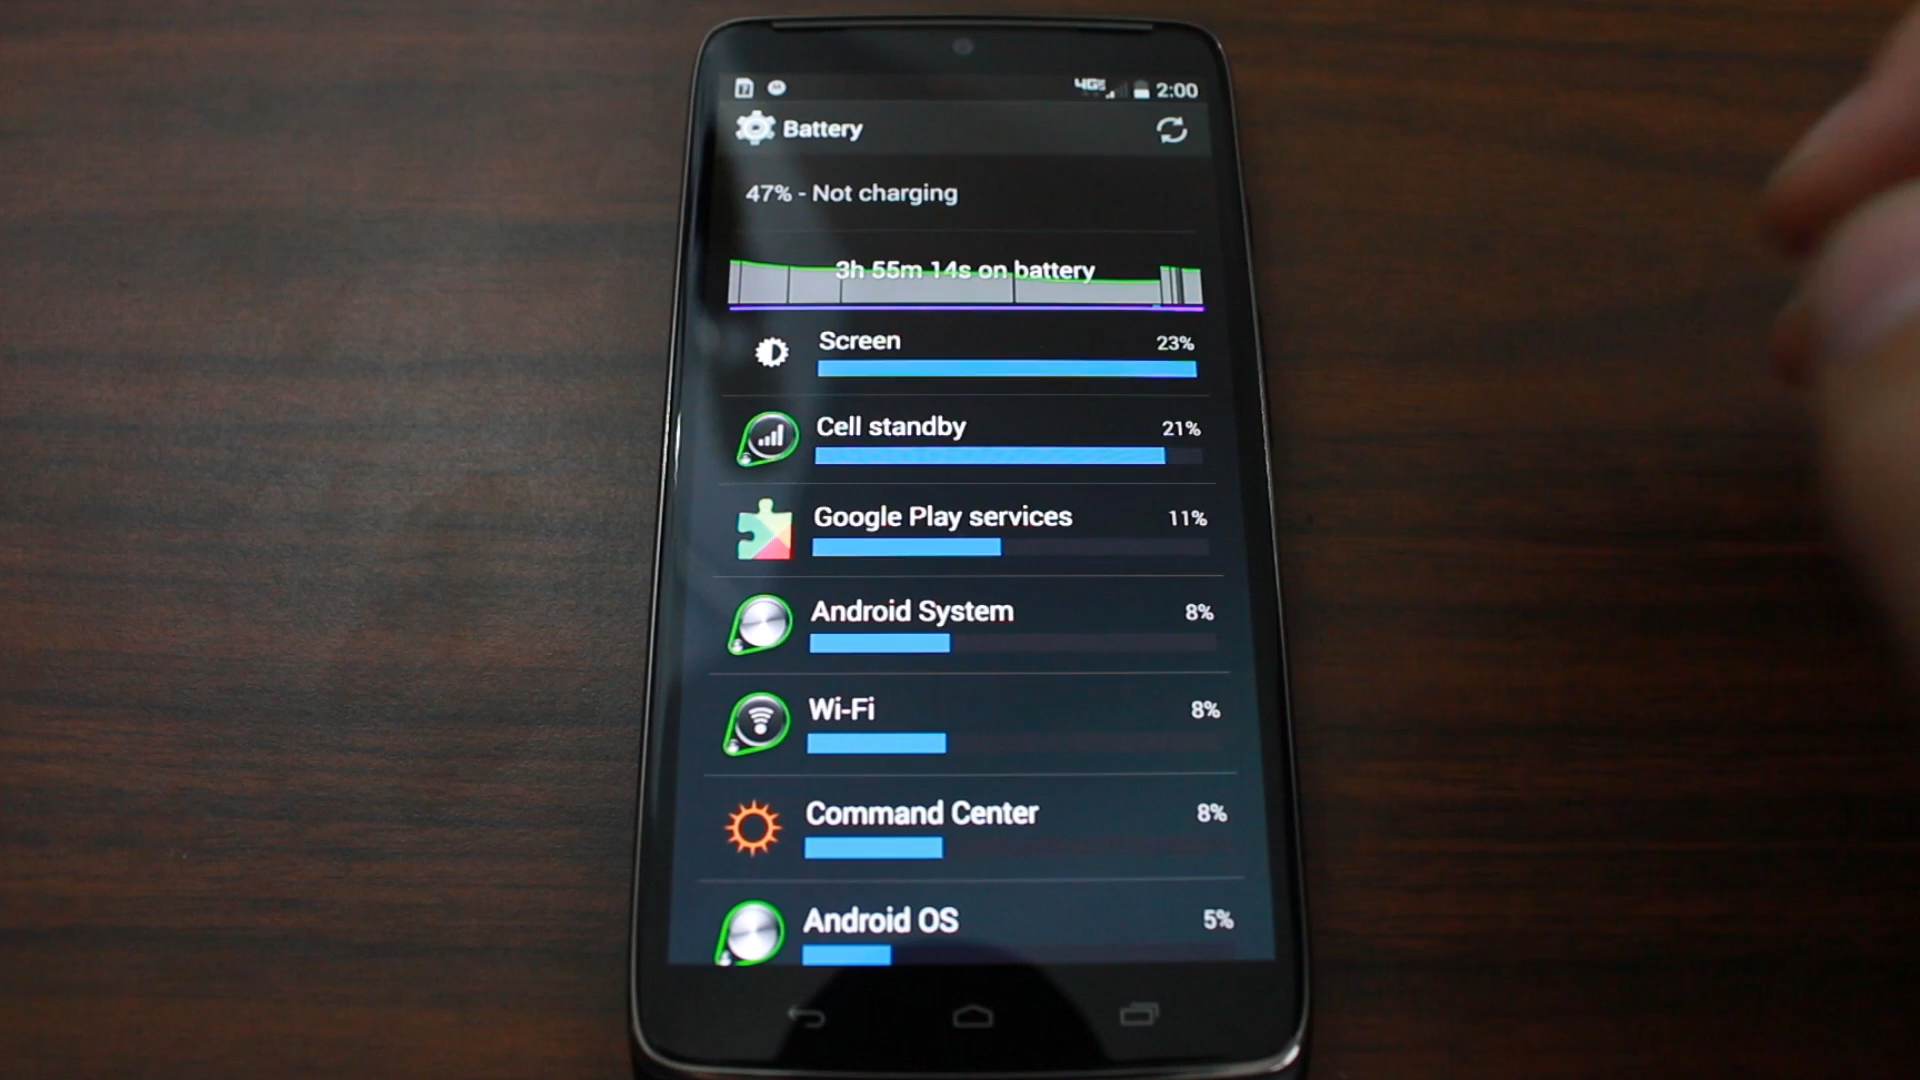 4G 2:00
Battery
47% - Not charging
3h 55m 14s on battery
Screen 23%
Cell standby 21%
Google Play services 11%
Android System 8%
Wi-Fi 8%
Command Center 8%
Android OS 5%